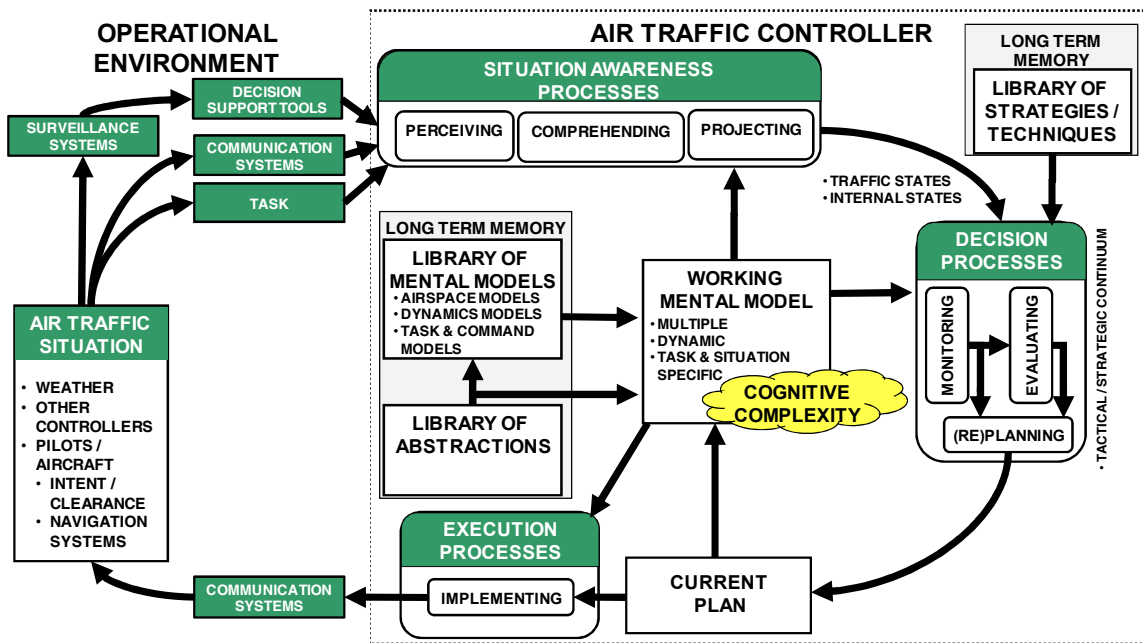 OPERATIONAL
ENVIRONMENT
AIR TRAFFIC CONTROLLER
DECISION
SUPPORT TOOLS
SURVEILLANCE
SYSTEMS
COMMUNICATION
SYSTEMS
TASK
SITUATION AWARENESS
PROCESSES
PERCEIVING
COMPREHENDING
PROJECTING
LONG TERM
MEMORY
LIBRARY OF
STRATEGIES /
TECHNIQUES
• TRAFFIC STATES
• INTERNAL STATES
LONG TERM MEMORY
LIBRARY OF
MENTAL MODELS
• AIRSPACE MODELS
• DYNAMICS MODELS
• TASK & COMMAND
MODELS
LIBRARY OF
ABSTRACTIONS
WORKING
MENTAL MODEL
• MULTIPLE
• DYNAMIC
• TASK & SITUATION
SPECIFIC
COGNITIVE
COMPLEXITY
DECISION
PROCESSES
MONITORING
EVALUATING
(RE)PLANNING
• TACTICAL / STRATEGIC CONTINUUM
AIR TRAFFIC
SITUATION
• WEATHER
• OTHER
CONTROLLERS
• PILOTS /
AIRCRAFT
• INTENT /
CLEARANCE
• NAVIGATION
SYSTEMS
EXECUTION
PROCESSES
IMPLEMENTING
CURRENT
PLAN
COMMUNICATION
SYSTEMS